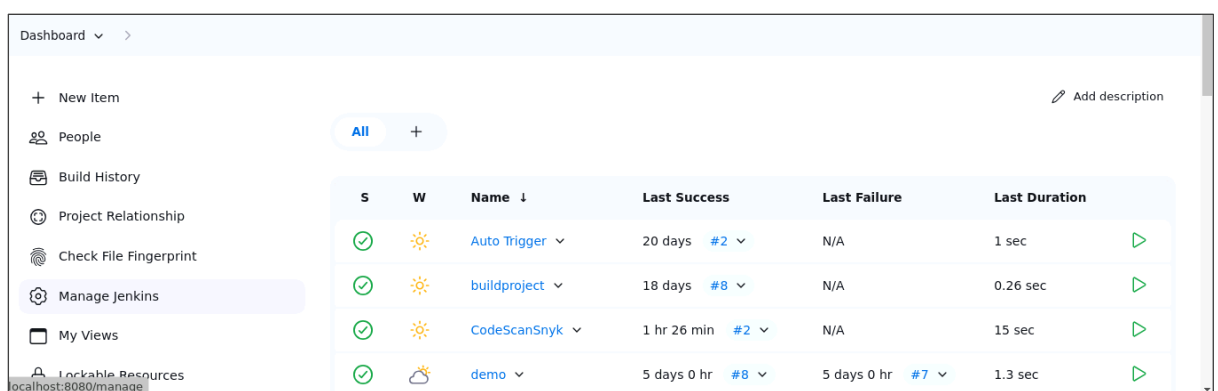 Dashboard
New Item
People
Build History
Project Relationship
Check File Fingerprint
Manage Jenkins
My Views
Lockable Resources
localhost:8080/manage
Add description
All +
S W Name ↓ Last Success Last Failure Last Duration
Auto Trigger 20 days #2 N/A 1 sec
buildproject 18 days #8 N/A 0.26 sec
CodeScanSnyk 1 hr 26 min #2 N/A 15 sec
demo 5 days 0 hr #8 5 days 0 hr #7 1.3 sec